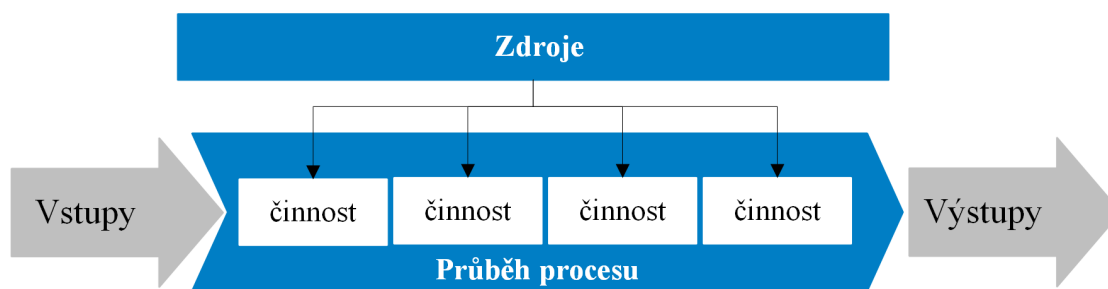 Zdroje
Vstupy
činnost
činnost
činnost
činnost
Výstupy
Průběh procesu